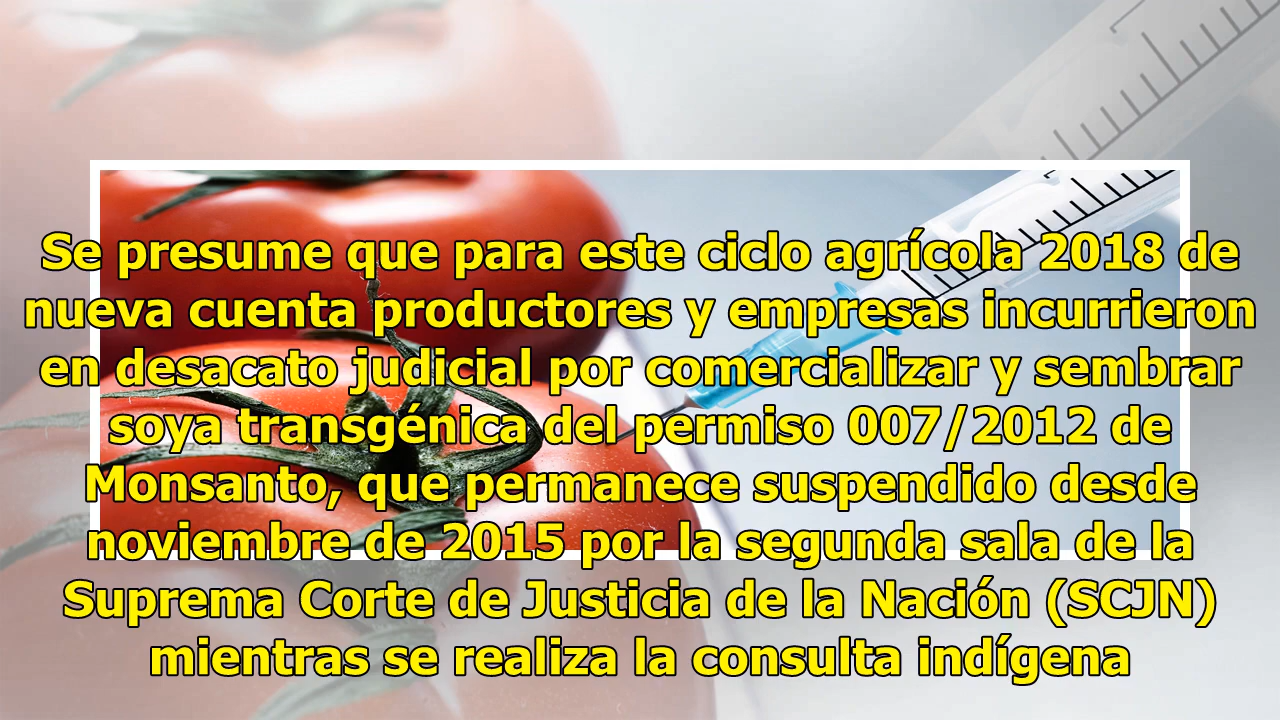 Se presume que para este ciclo agrícola 2018 de
nueva cuenta productores y empresas incurrieron
en desacato judicial por comercializar y sembrar
soya transgénica del permiso 007/2012 de
Monsanto, que permanece suspendido desde
noviembre de 2015 por la segunda sala de la
Suprema Corte de Justicia de la Nación (SCJN)
mientras se realiza la consulta indígena